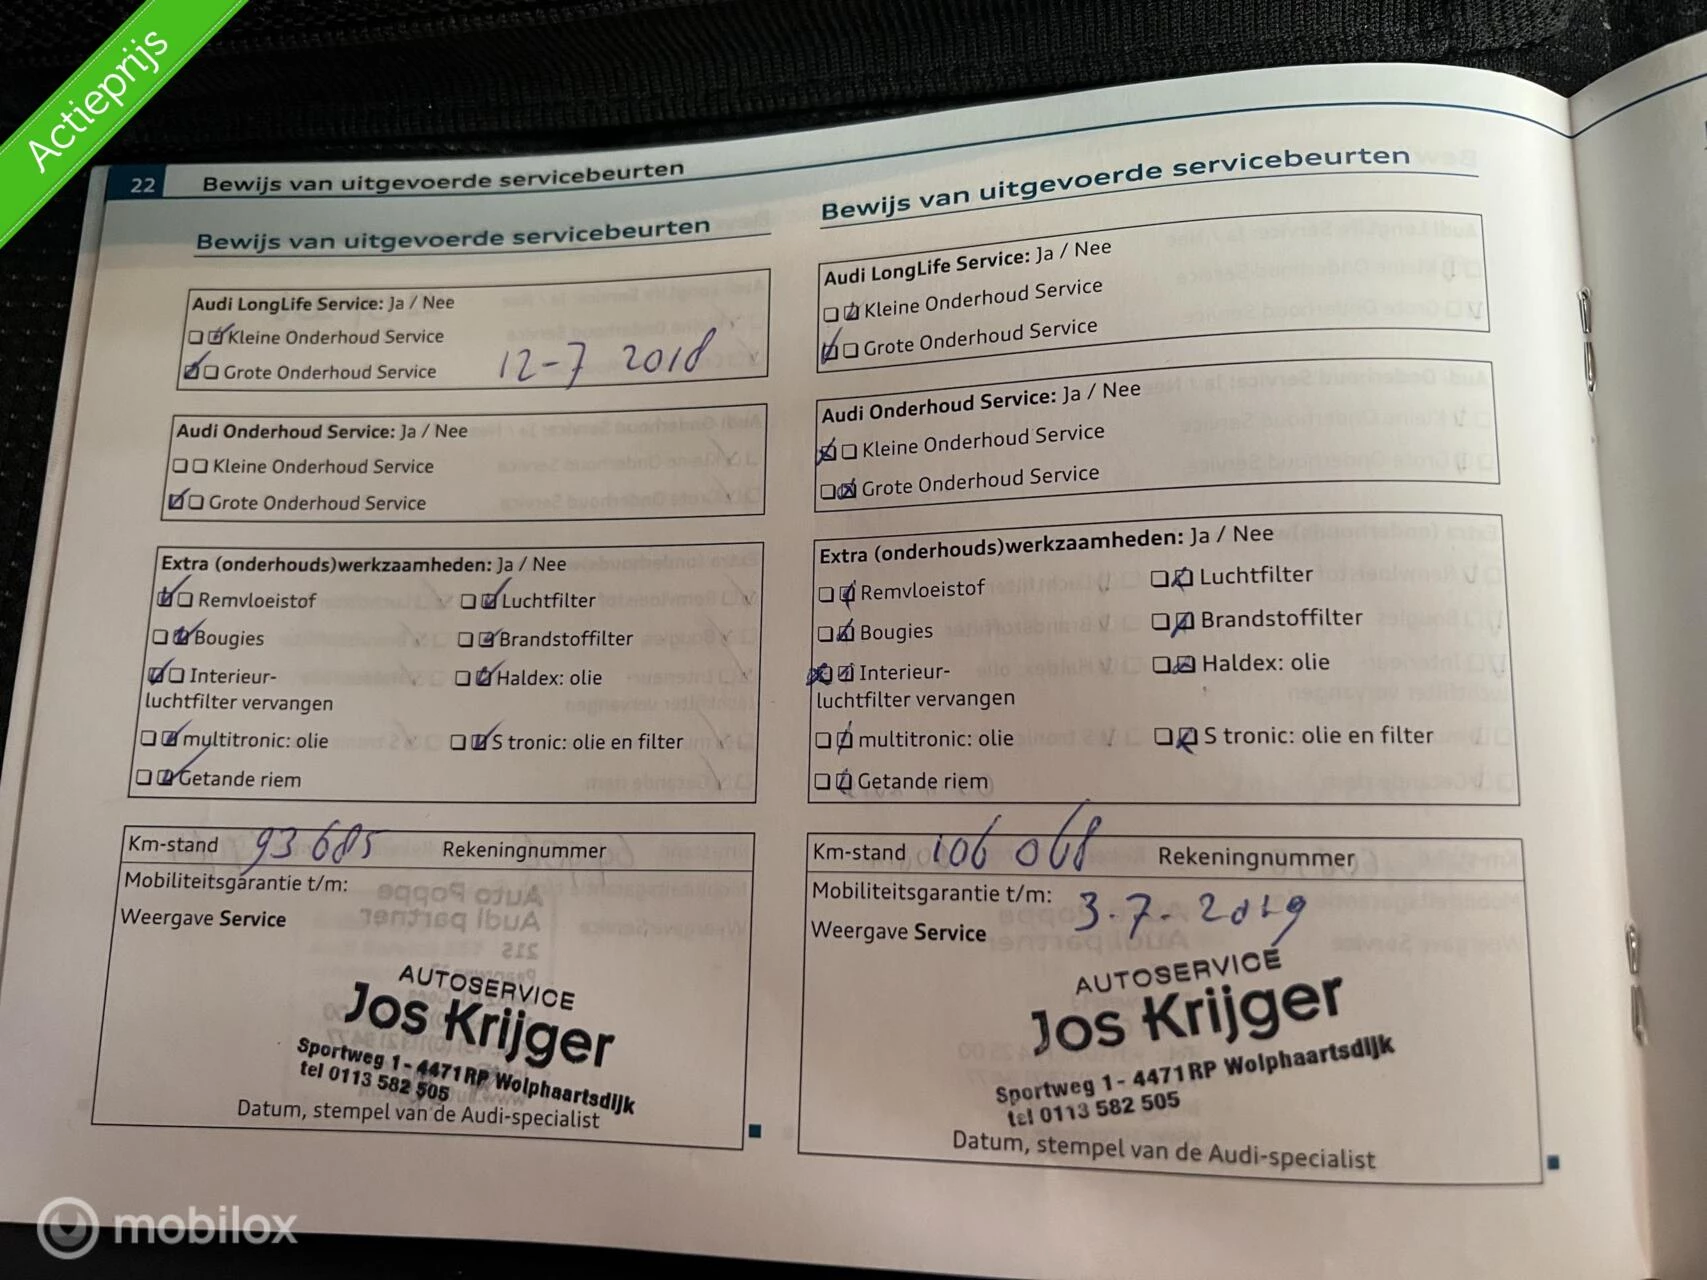 Actieprijs
22 Bewijs van uitgevoerde servicebeurten
Bewijs van uitgevoerde servicebeurten
Audi LongLife Service: Ja / Nee
Kleine Onderhoud Service
Grote Onderhoud Service 12-7 2018
Audi Onderhoud Service: Ja / Nee
Kleine Onderhoud Service
Grote Onderhoud Service
Extra (onderhouds)werkzaamheden: Ja / Nee
Remvloeistof Luchtfilter
Bougies Brandstoffilter
Interieur- Haldex: olie
luchtfilter vervangen
multitronic: olie S tronic: olie en filter
Getande riem
Km-stand 93 685 Rekeningnummer
Mobiliteitsgarantie t/m:
Weergave Service
AUTOSERVICE
Jos Krijger
Sportweg 1 - 4471RP Wolphaartsdijk
tel 0113 582 505
Datum, stempel van de Audi-specialist
Bewijs van uitgevoerde servicebeurten
Audi LongLife Service: Ja / Nee
Kleine Onderhoud Service
Grote Onderhoud Service
Audi Onderhoud Service: Ja / Nee
Kleine Onderhoud Service
Grote Onderhoud Service
Extra (onderhouds)werkzaamheden: Ja / Nee
Remvloeistof Luchtfilter
Bougies Brandstoffilter
Interieur- Haldex: olie
luchtfilter vervangen
multitronic: olie S tronic: olie en filter
Getande riem
Km-stand 106 068 Rekeningnummer
Mobiliteitsgarantie t/m: 3-7-2019
Weergave Service
AUTOSERVICE
Jos Krijger
Sportweg 1 - 4471RP Wolphaartsdijk
tel 0113 582 505
Datum, stempel van de Audi-specialist
mobilox